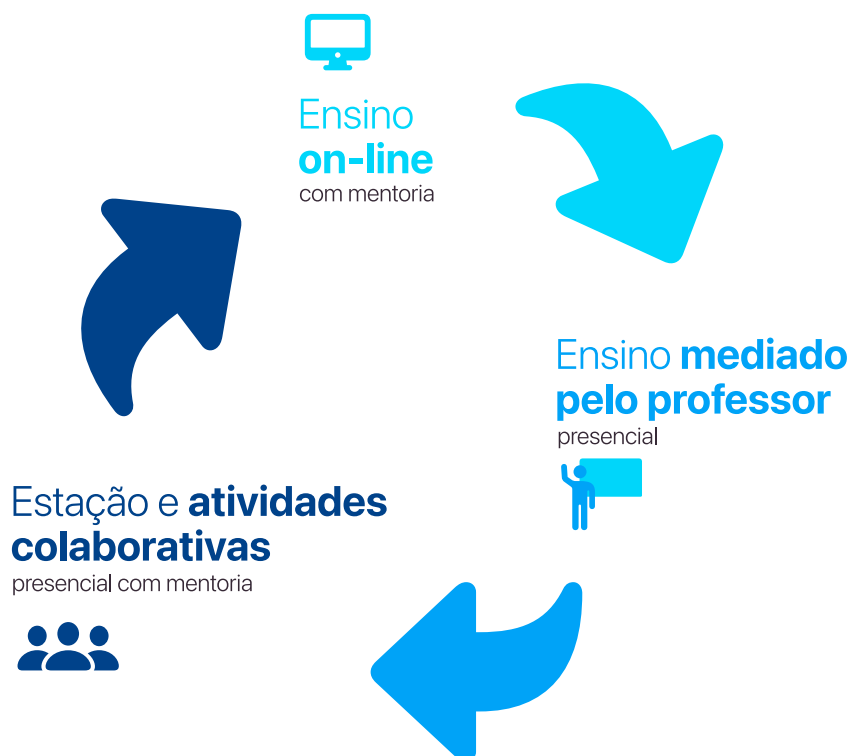 Ensino
on-line
com mentoria
Ensino mediado
pelo professor
presencial
Estação e atividades
colaborativas
presencial com mentoria